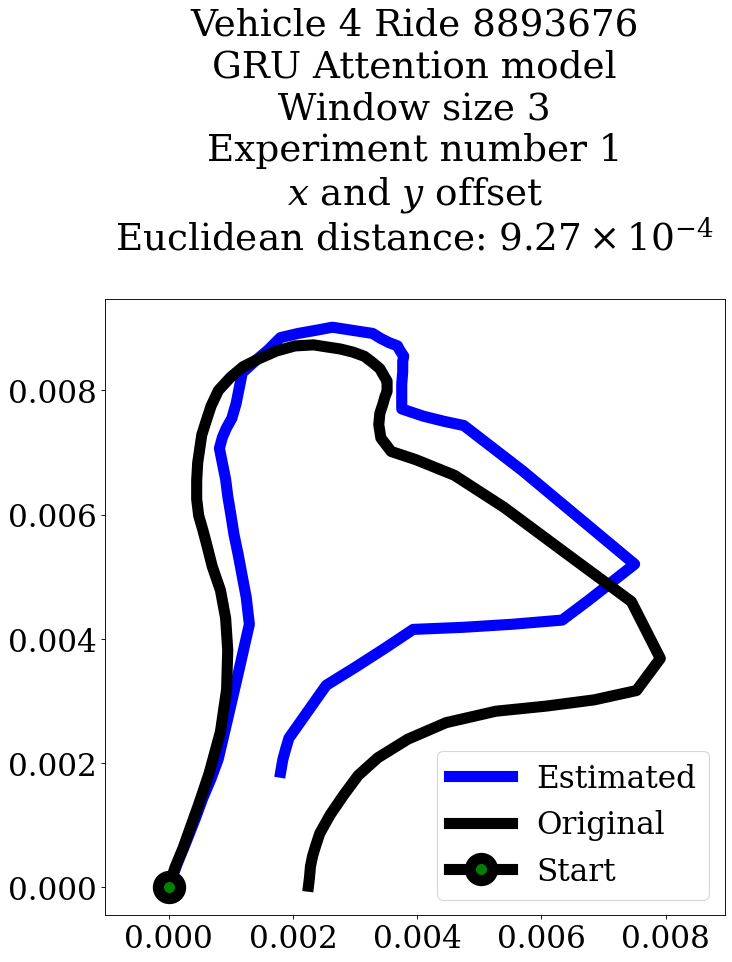 Vehicle 4 Ride 8893676
GRU Attention model
Window size 3
Experiment number 1
x and y offset
Euclidean distance: 9.27 × 10⁻⁴
0.008
0.006
0.004
0.002
0.000
Estimated
Original
Start
0.000 0.002 0.004 0.006 0.008